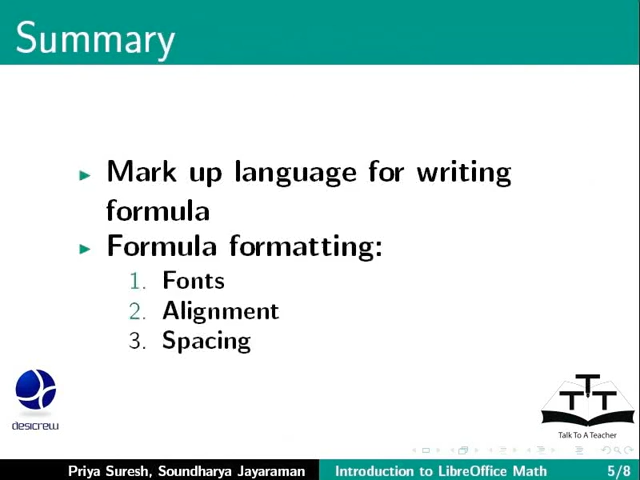 Summary
Mark up language for writing
formula
Formula formatting:
1. Fonts
2. Alignment
3. Spacing
desicrew
TTT
Talk To A Teacher
Priya Suresh, Soundharya Jayaraman Introduction to LibreOffice Math 5/8